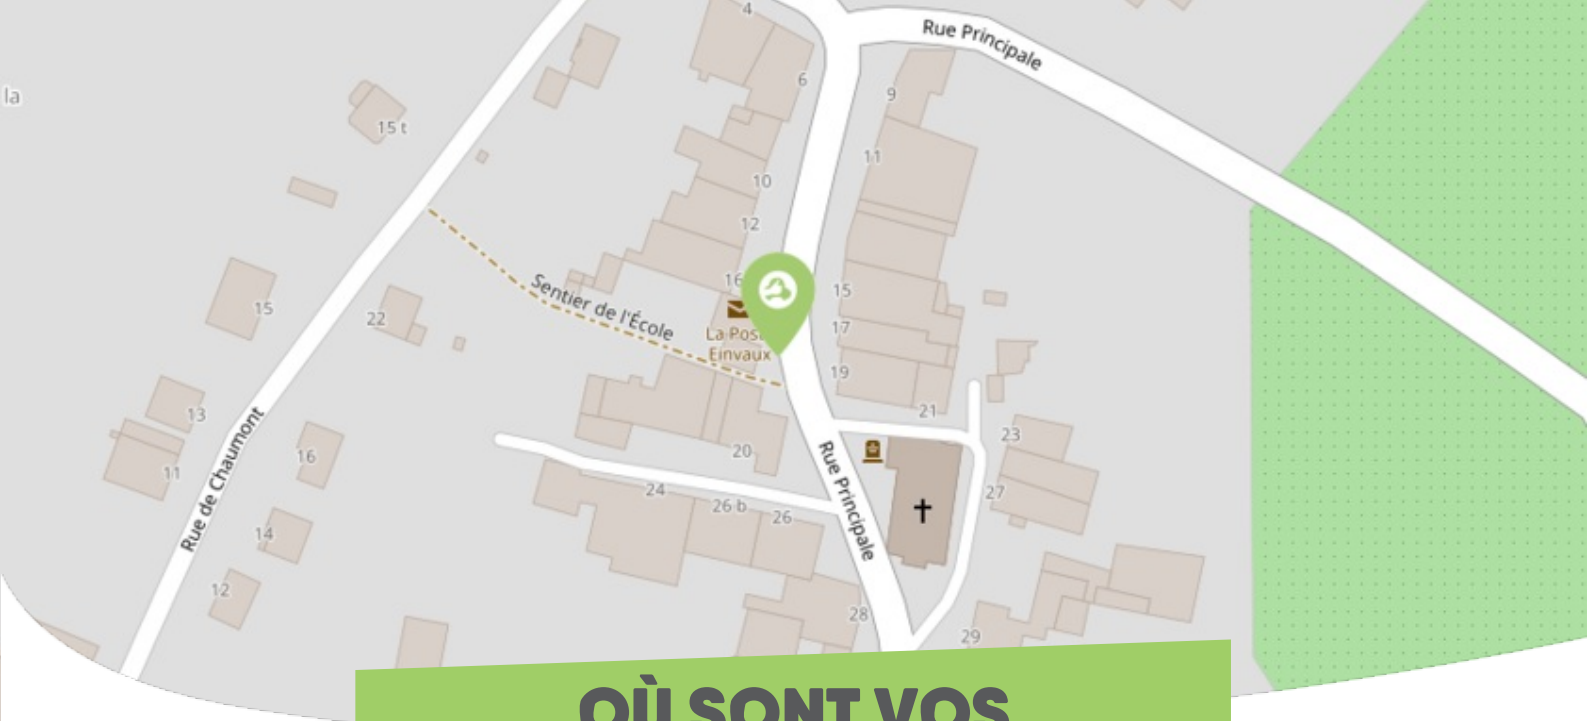 4
Rue Principale
6
9
la
15 t
11
10
12
Sentier de l'École
16
15
La Pos
Einvaux
15
22
17
19
13
21
23
20
Rue de Chaumont
16
11
Rue Principale
24
26 b
26
27
14
12
28
29
OÙ SONT VOS